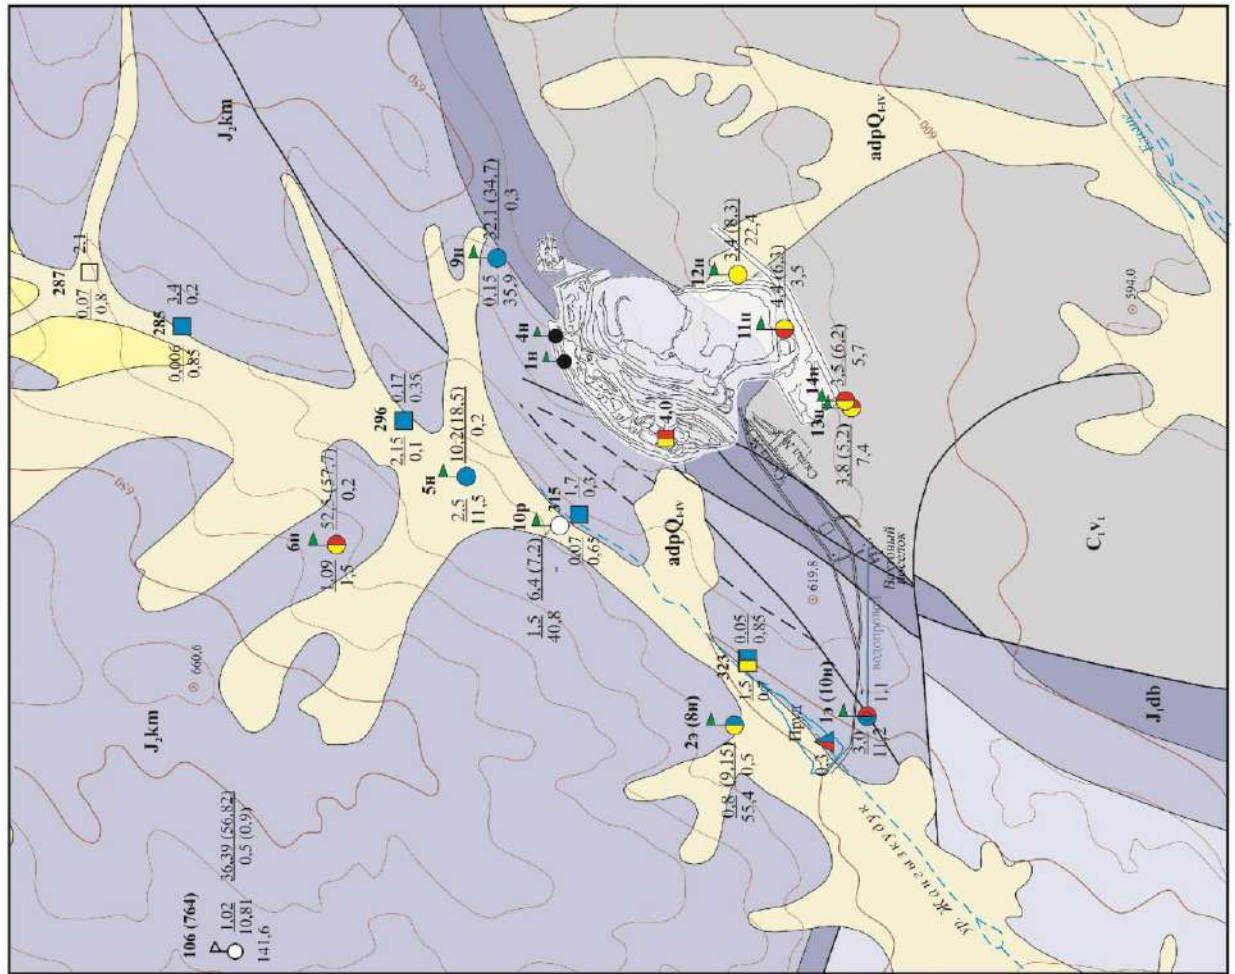 650
J₂km
287
0,07
0,8
2,1
285
3,4
0,2
0,006
0,85
296
0,17
0,35
2,15
0,1
9н
32,1 (34,7)
0,3
0,15
35,9
4н
1н
12н
3,4 (8,3)
22,4
11н
4,4 (6,3)
3,5
14н
3,5 (6,2)
5,7
13н
3,8 (5,2)
7,4
4,0
adpQI-IV
600
594.0
650
6н
52,5 (57,7)
0,2
1,09
1,5
5н
10,2(18,5)
0,2
2,5
11,5
10р
6,4 (7,2)
-
1,5
40,8
315
1,7
0,3
0,07
0,65
adpQI-IV
660.6
J₂km
619.8
Вахтовый
поселок
водопровод
C₁v₁
J₁db
323
0,05
0,85
1,5
2э (8н)
0,8 (9,15)
55,4
0,5
Пруд
0,3
1э (10н)
1,1
3,0
11,2
ур. Жангызкудук
106 (764)
1,02
10,81
141,6
36,39 (56,82)
0,5 (0,9)